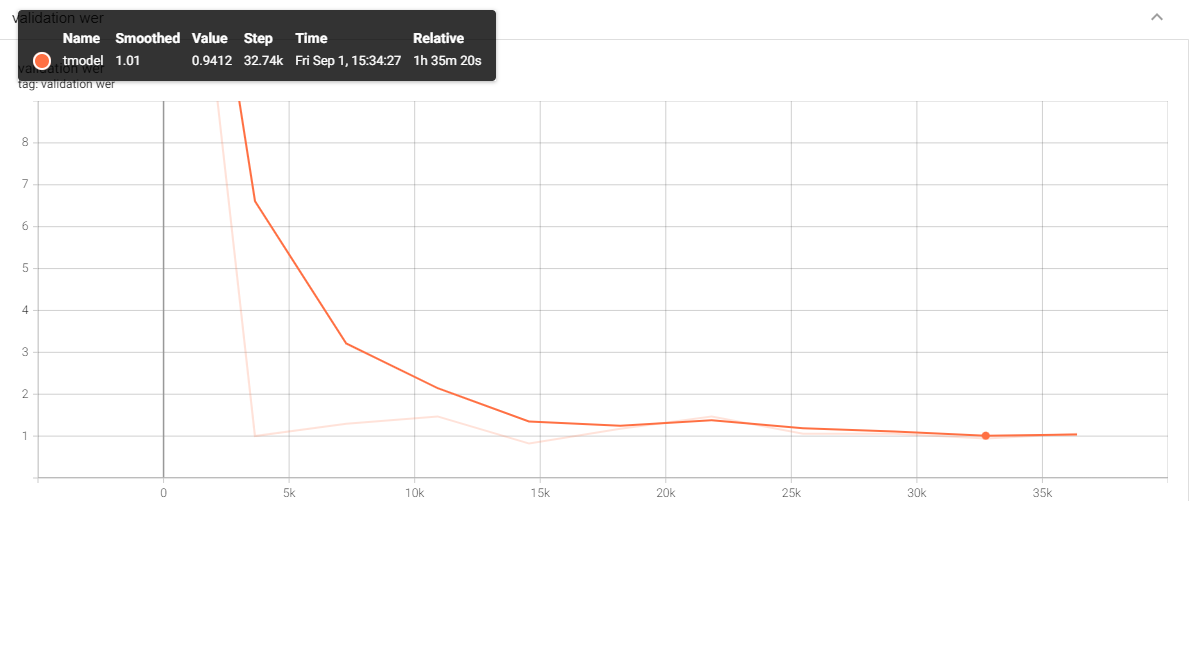 validation wer
Name Smoothed Value Step Time Relative
tmodel 1.01 0.9412 32.74k Fri Sep 1, 15:34:27 1h 35m 20s
validation wer
tag: validation wer
8
7
6
5
4
3
2
1
0 5k 10k 15k 20k 25k 30k 35k